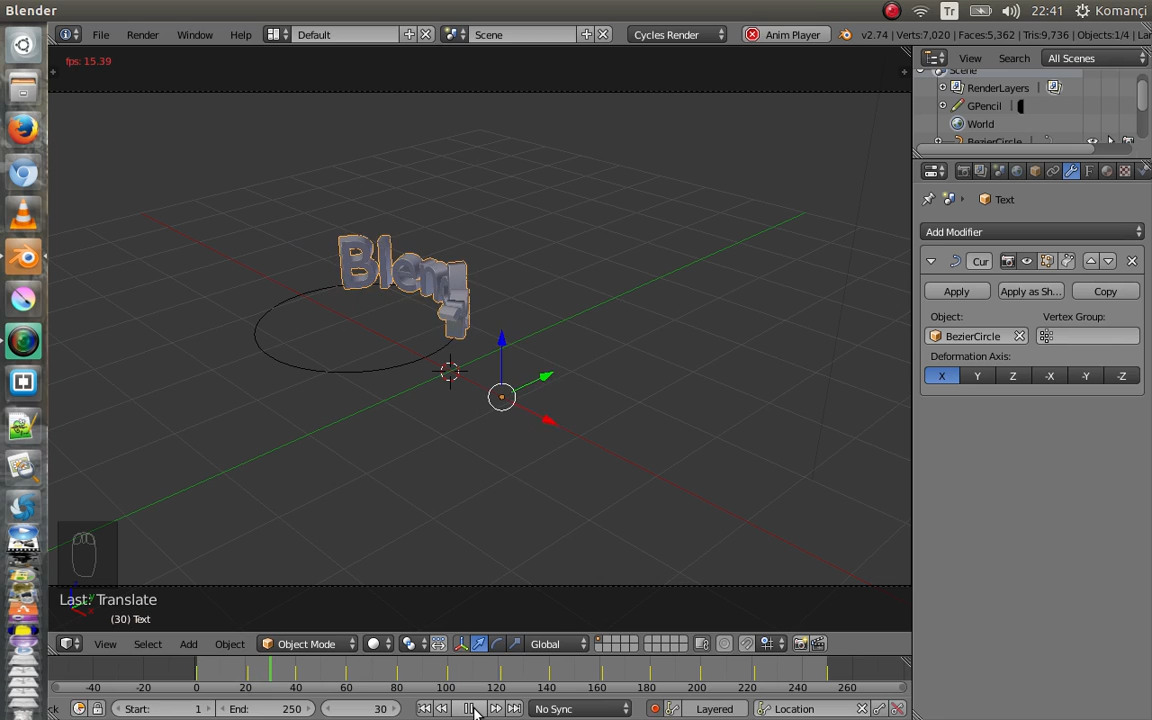 Blender
Tr
22:41
Komançi
File
Render
Window
Help
Default
Scene
Cycles Render
Anim Player
v2.74 | Verts:7,020 | Faces:5,362 | Tris:9,736 | Objects:1/4 |
fps: 15.39
View
Search
All Scenes
Scene
RenderLayers
GPencil
World
BezierCircle
Text
Add Modifier
Cur
Apply
Apply as Sh...
Copy
Object:
Vertex Group:
BezierCircle
Deformation Axis:
X
Y
Z
-X
-Y
-Z
Blen
Last: Translate
(30) Text
View
Select
Add
Object
Object Mode
Global
-40 -20 0 20 40 60 80 100 120 140 160 180 200 220 240 260
Start: 1
End: 250
30
No Sync
Layered
Location